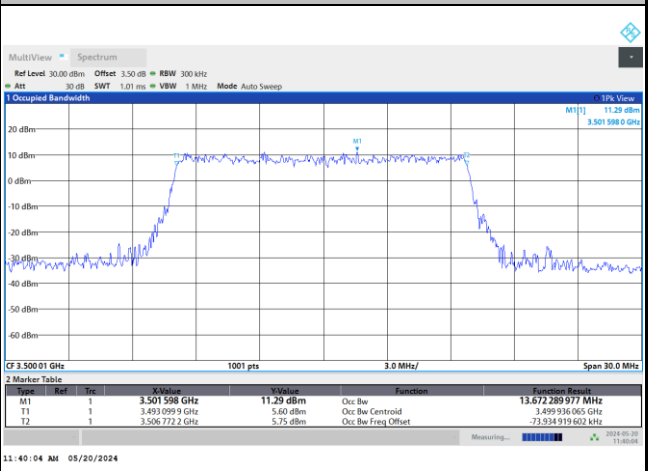 MultiView Spectrum
Ref Level 30.00 dBm Offset 3.50 dB RBW 300 kHz
Att 30 dB SWT 1.01 ms VBW 1 MHz Mode Auto Sweep
1 Occupied Bandwidth 1Pk View
M1[1] 11.29 dBm
3.501 598 0 GHz
20 dBm
M1
10 dBm T1 T2
0 dBm
-10 dBm
-20 dBm
-30 dBm
-40 dBm
-50 dBm
-60 dBm
CF 3.500 01 GHz 1001 pts 3.0 MHz/ Span 30.0 MHz
2 Marker Table
Type Ref Trc X-Value Y-Value Function Function Result
M1 1 3.501 598 GHz 11.29 dBm Occ Bw 13.672 289 977 MHz
T1 1 3.493 099 9 GHz 5.60 dBm Occ Bw Centroid 3.499 936 065 GHz
T2 1 3.506 772 2 GHz 5.75 dBm Occ Bw Freq Offset -73.934 919 602 kHz
Measuring... 2024-05-20
11:40:04
11:40:04 AM 05/20/2024